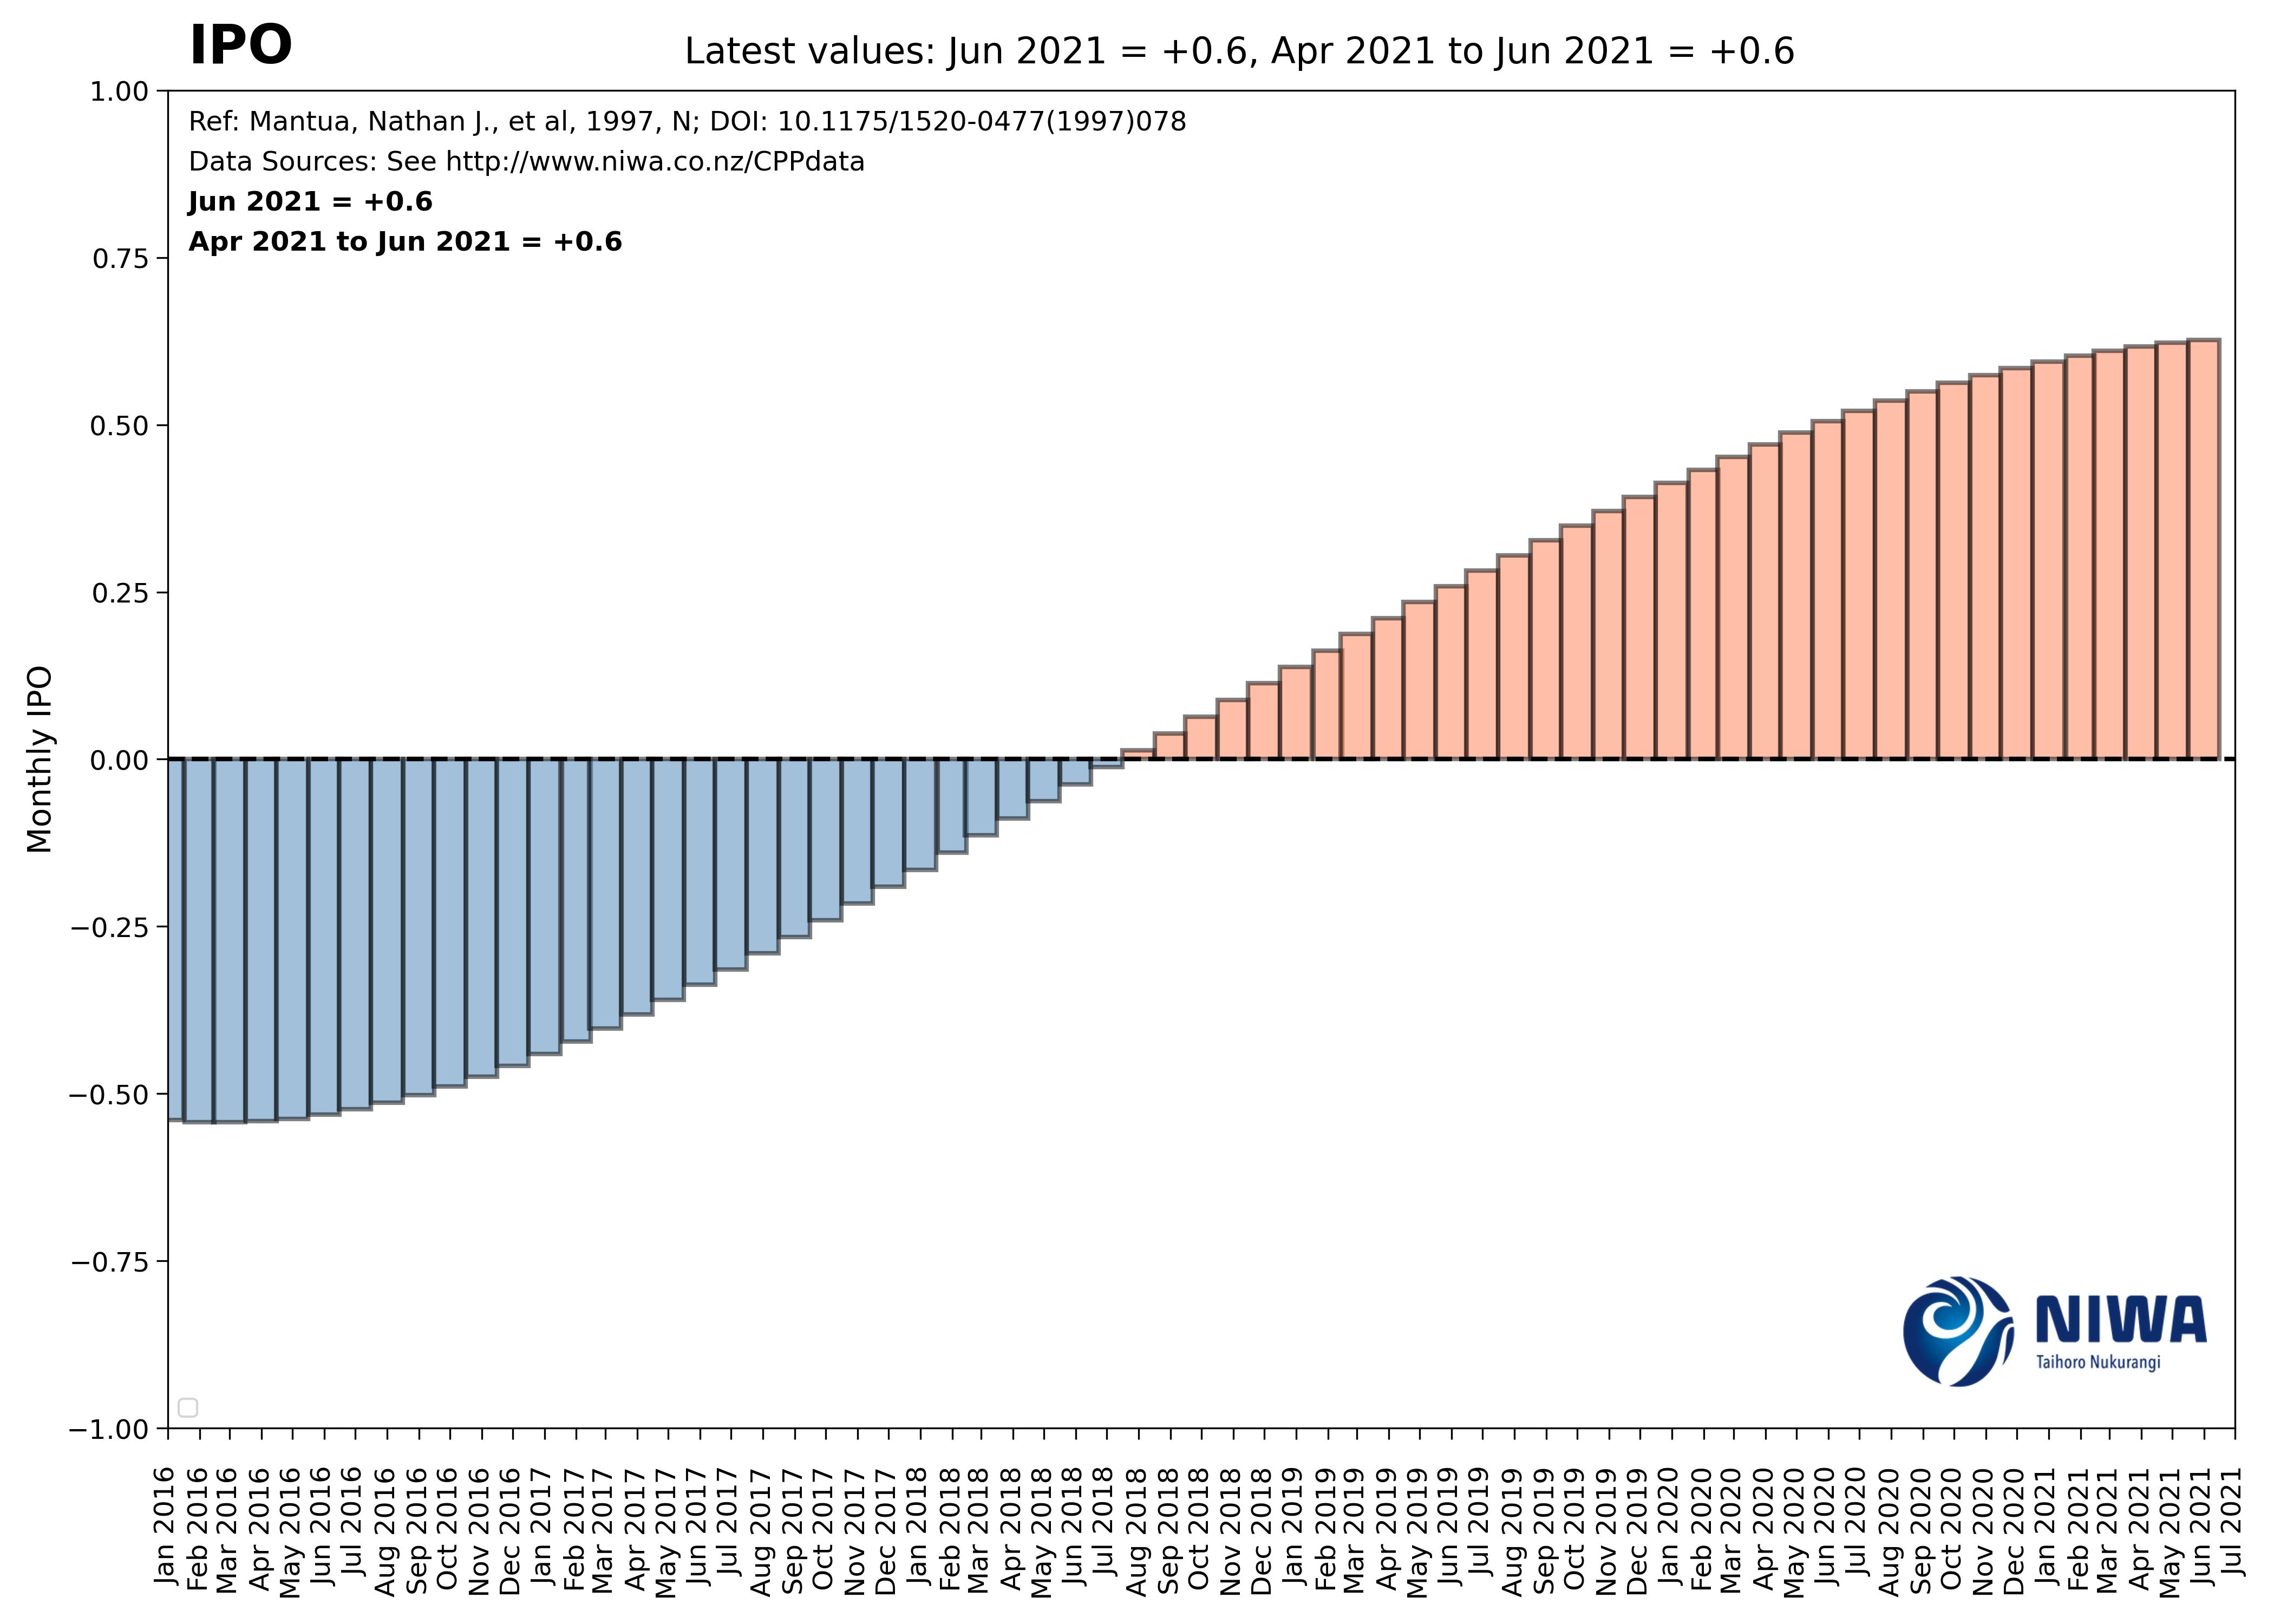 IPO
Latest values: Jun 2021 = +0.6, Apr 2021 to Jun 2021 = +0.6
Ref: Mantua, Nathan J., et al, 1997, N; DOI: 10.1175/1520-0477(1997)078
Data Sources: See http://www.niwa.co.nz/CPPdata
Jun 2021 = +0.6
Apr 2021 to Jun 2021 = +0.6
Monthly IPO
1.00
0.75
0.50
0.25
0.00
−0.25
−0.50
−0.75
−1.00
NIWA
Taihoro Nukurangi
Jan 2016
Feb 2016
Mar 2016
Apr 2016
May 2016
Jun 2016
Jul 2016
Aug 2016
Sep 2016
Oct 2016
Nov 2016
Dec 2016
Jan 2017
Feb 2017
Mar 2017
Apr 2017
May 2017
Jun 2017
Jul 2017
Aug 2017
Sep 2017
Oct 2017
Nov 2017
Dec 2017
Jan 2018
Feb 2018
Mar 2018
Apr 2018
May 2018
Jun 2018
Jul 2018
Aug 2018
Sep 2018
Oct 2018
Nov 2018
Dec 2018
Jan 2019
Feb 2019
Mar 2019
Apr 2019
May 2019
Jun 2019
Jul 2019
Aug 2019
Sep 2019
Oct 2019
Nov 2019
Dec 2019
Jan 2020
Feb 2020
Mar 2020
Apr 2020
May 2020
Jun 2020
Jul 2020
Aug 2020
Sep 2020
Oct 2020
Nov 2020
Dec 2020
Jan 2021
Feb 2021
Mar 2021
Apr 2021
May 2021
Jun 2021
Jul 2021